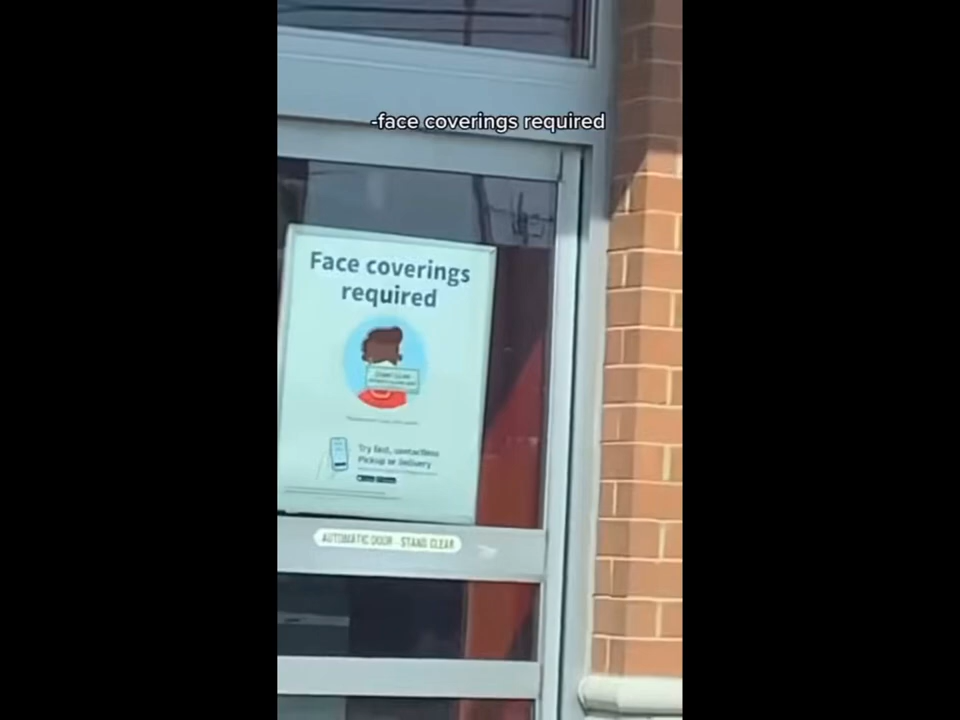 -face coverings required
Face coverings
required
Try fast, contactless
Pickup or Delivery
AUTOMATIC DOOR - STAND CLEAR